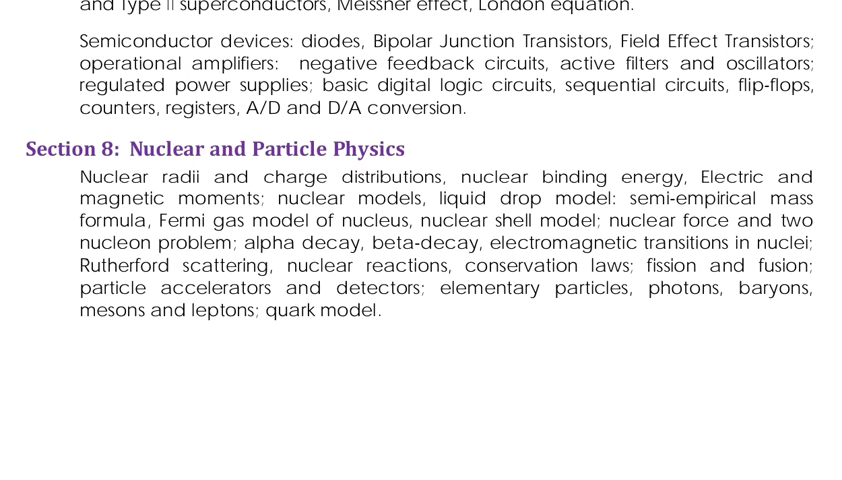 and Type II superconductors, Meissner effect, London equation.
Semiconductor devices: diodes, Bipolar Junction Transistors, Field Effect Transistors;
operational amplifiers: negative feedback circuits, active filters and oscillators;
regulated power supplies; basic digital logic circuits, sequential circuits, flip-flops,
counters, registers, A/D and D/A conversion.
Section 8: Nuclear and Particle Physics
Nuclear radii and charge distributions, nuclear binding energy, Electric and
magnetic moments; nuclear models, liquid drop model: semi-empirical mass
formula, Fermi gas model of nucleus, nuclear shell model; nuclear force and two
nucleon problem; alpha decay, beta-decay, electromagnetic transitions in nuclei;
Rutherford scattering, nuclear reactions, conservation laws; fission and fusion;
particle accelerators and detectors; elementary particles, photons, baryons,
mesons and leptons; quark model.